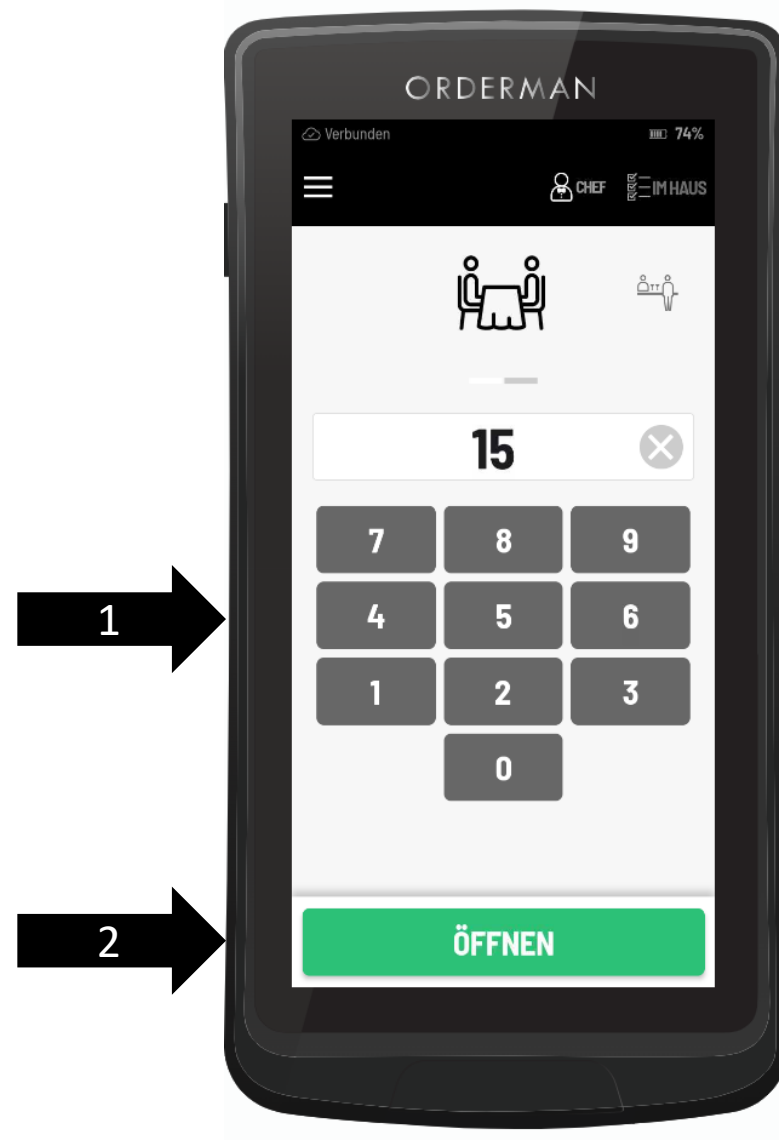 ORDERMAN
Verbunden 74%
CHEF IM HAUS
15
7 8 9
1
4 5 6
1 2 3
0
2
ÖFFNEN